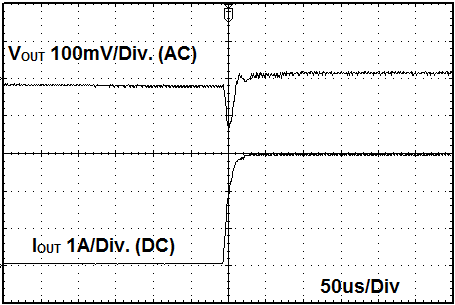 VOUT 100mV/Div. (AC)
IOUT 1A/Div. (DC)
50us/Div